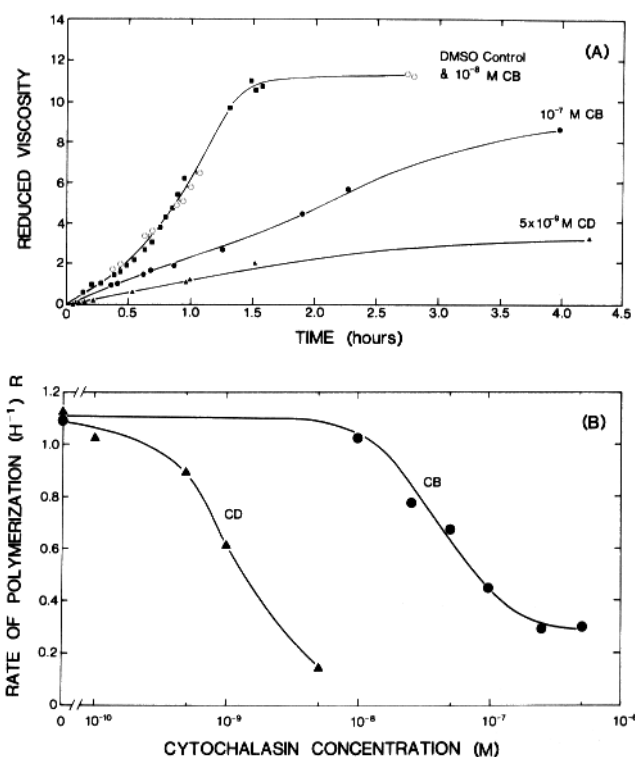 (A)
14
12
10
8
6
4
2
0
REDUCED VISCOSITY
DMSO Control
& 10⁻⁸ M CB
10⁻⁷ M CB
5x10⁻⁹ M CD
0 0.5 1.0 1.5 2.0 2.5 3.0 3.5 4.0 4.5
TIME (hours)
(B)
1.2
1.0
0.8
0.6
0.4
0.2
0
RATE OF POLYMERIZATION (H⁻¹) R
CD
CB
0 10⁻¹⁰ 10⁻⁹ 10⁻⁸ 10⁻⁷ 10⁻⁶
CYTOCHALASIN CONCENTRATION (M)